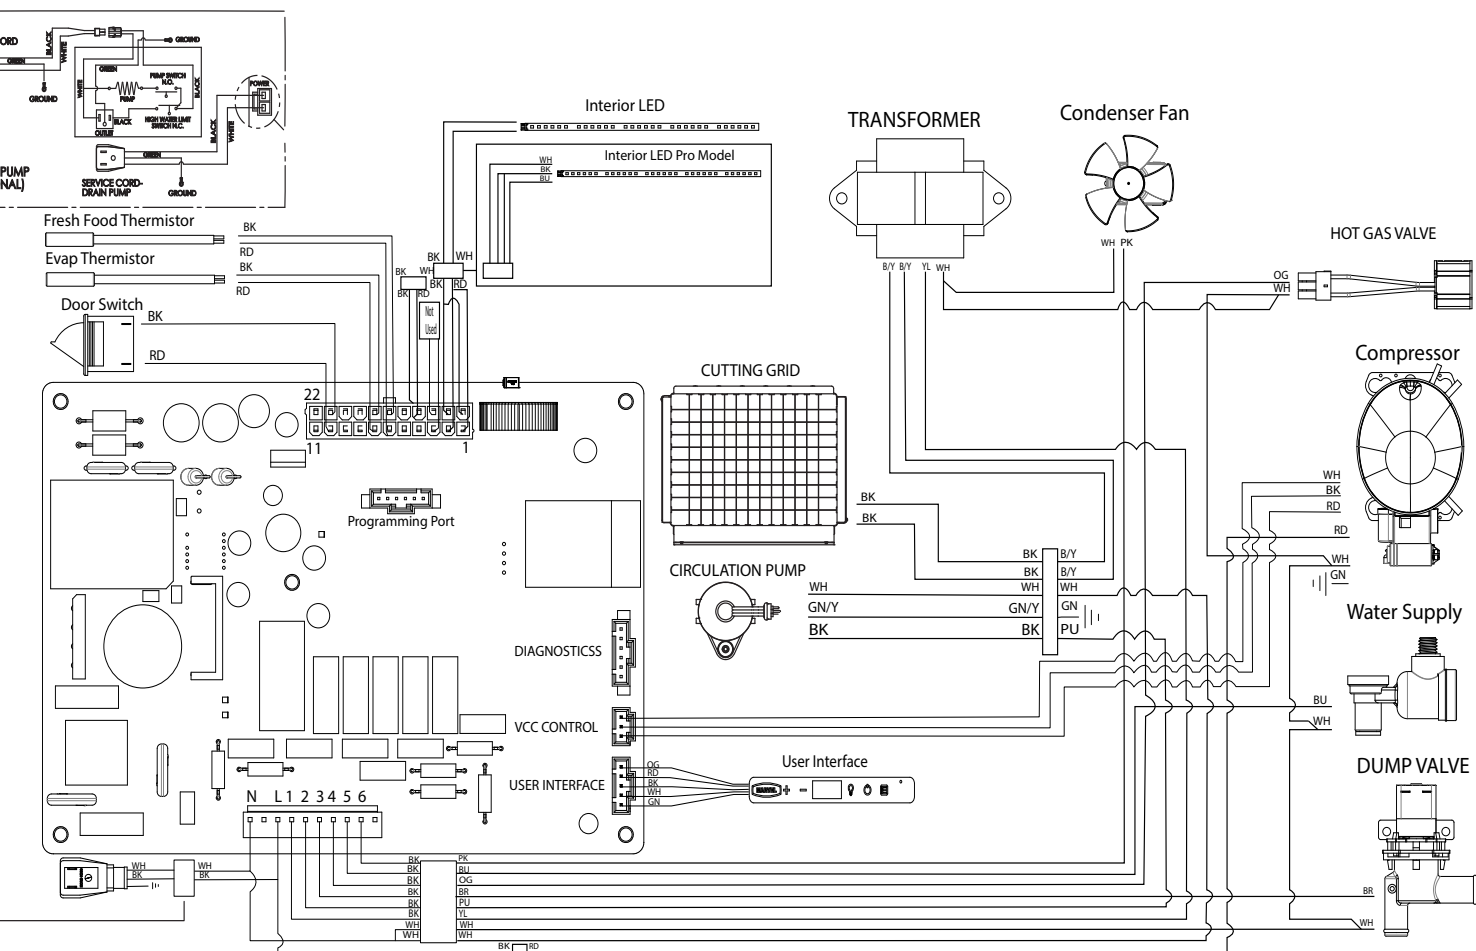 ORD
BLACK
WHITE
GREEN
GROUND
GROUND
GREEN
PUMP SWITCH
N.O.
WHITE
BLACK
PUMP
HIGH WATER LIMIT
SWITCH N.C.
BLACK
OUTLET
POWER
BLACK
WHITE
GREEN
PUMP
NAL)
SERVICE CORD-
DRAIN PUMP
GROUND
Fresh Food Thermistor
BK
RD
Evap Thermistor
BK
RD
Door Switch
BK
RD
Interior LED
Interior LED Pro Model
WH
BK
BU
BK WH
BK WH
BK RD
BK RD
Not
Used
TRANSFORMER
B/Y B/Y YL WH
Condenser Fan
WH PK
HOT GAS VALVE
OG
WH
Compressor
WH
BK
RD
RD
WH
GN
22
11 1
Programming Port
CUTTING GRID
BK
BK
BK B/Y
BK B/Y
WH WH
GN/Y GN
BK PU
CIRCULATION PUMP
WH
GN/Y
BK
Water Supply
BU
WH
DIAGNOSTICSS
VCC CONTROL
USER INTERFACE
OG
RD
BK
WH
GN
User Interface
MARVEL + -
DUMP VALVE
BR
WH
N L 1 2 3 4 5 6
WH
BK
WH
BK
BK PK
BK BU
BK OG
BK BR
BK PU
BK YL
WH WH
WH WH
BK RD